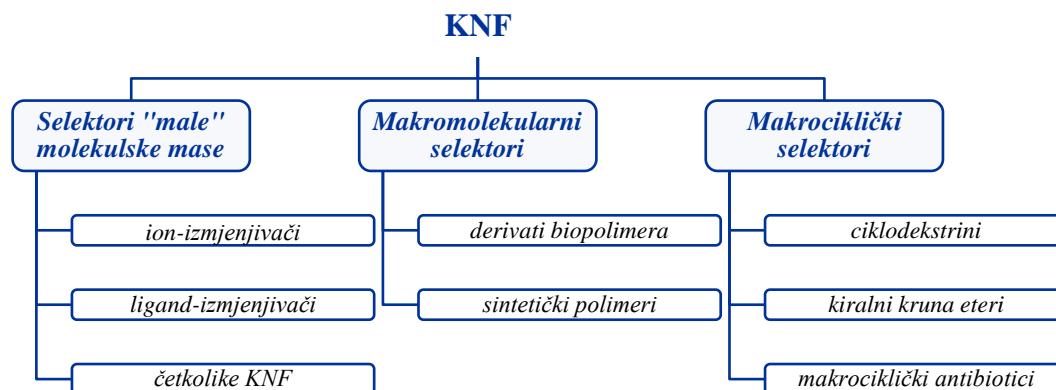 KNF
Selektori "male"
molekulske mase
Makromolekularni
selektori
Makrociklički
selektori
ion-izmjenjivači
derivati biopolimera
ciklodekstrini
ligand-izmjenjivači
sintetički polimeri
kiralni kruna eteri
četkolike KNF
makrociklički antibiotici